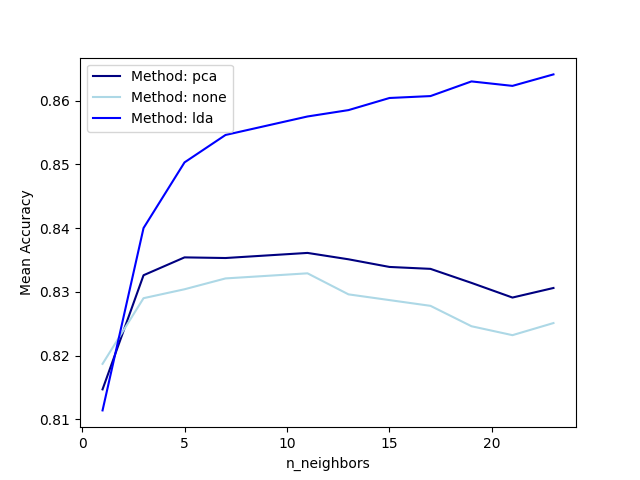 Method: pca
Method: none
Method: lda
0.86
0.85
0.84
0.83
0.82
0.81
Mean Accuracy
0 5 10 15 20
n_neighbors